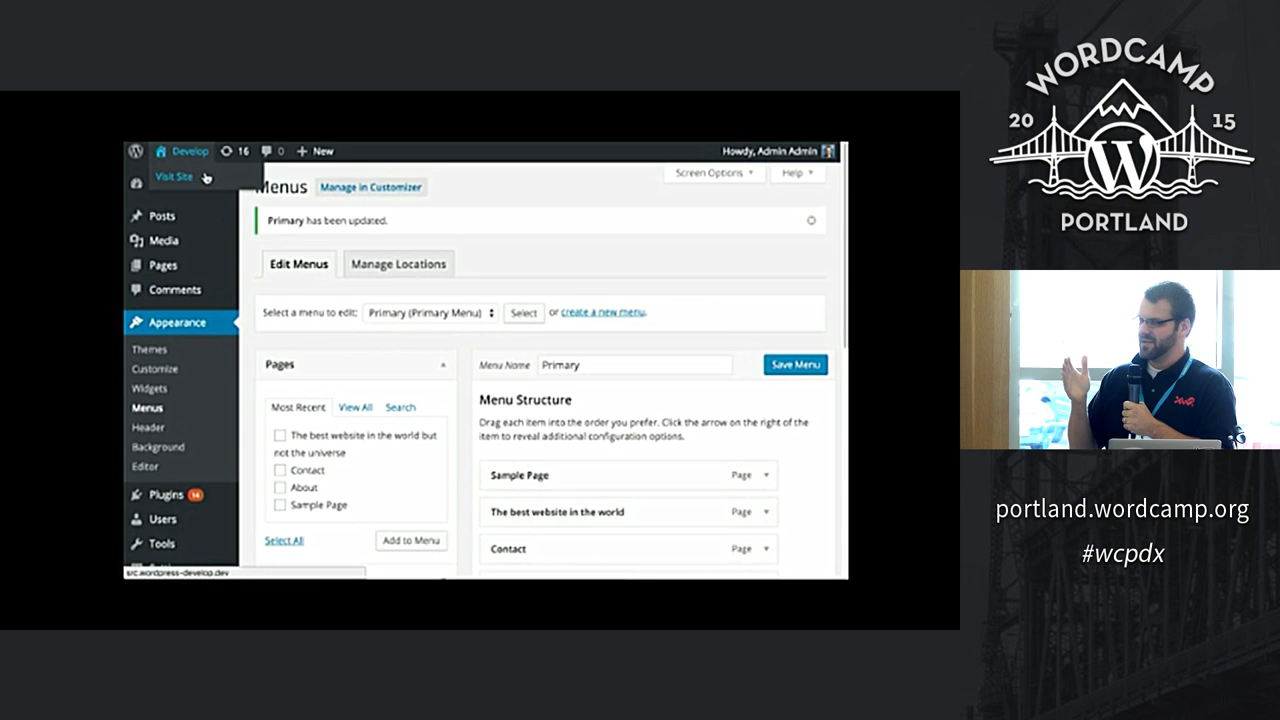 Develop 16 0 New
Howdy, Admin Admin
Visit Site
Menus
Manage in Customizer
Screen Options
Help
Primary has been updated.
Posts
Media
Pages
Comments
Appearance
Themes
Customize
Widgets
Menus
Header
Background
Editor
Plugins 14
Users
Tools
Edit Menus
Manage Locations
Select a menu to edit: Primary (Primary Menu) Select or create a new menu.
Pages
Most Recent View All Search
The best website in the world but
not the universe
Contact
About
Sample Page
Select All Add to Menu
Menu Name Primary Save Menu
Menu Structure
Drag each item into the order you prefer. Click the arrow on the right of the
item to reveal additional configuration options.
Sample Page Page
The best website in the world Page
Contact Page
src.wordpress-develop.dev
WORDCAMP
2015
W
PORTLAND
XWP
portland.wordcamp.org
#wcpdx